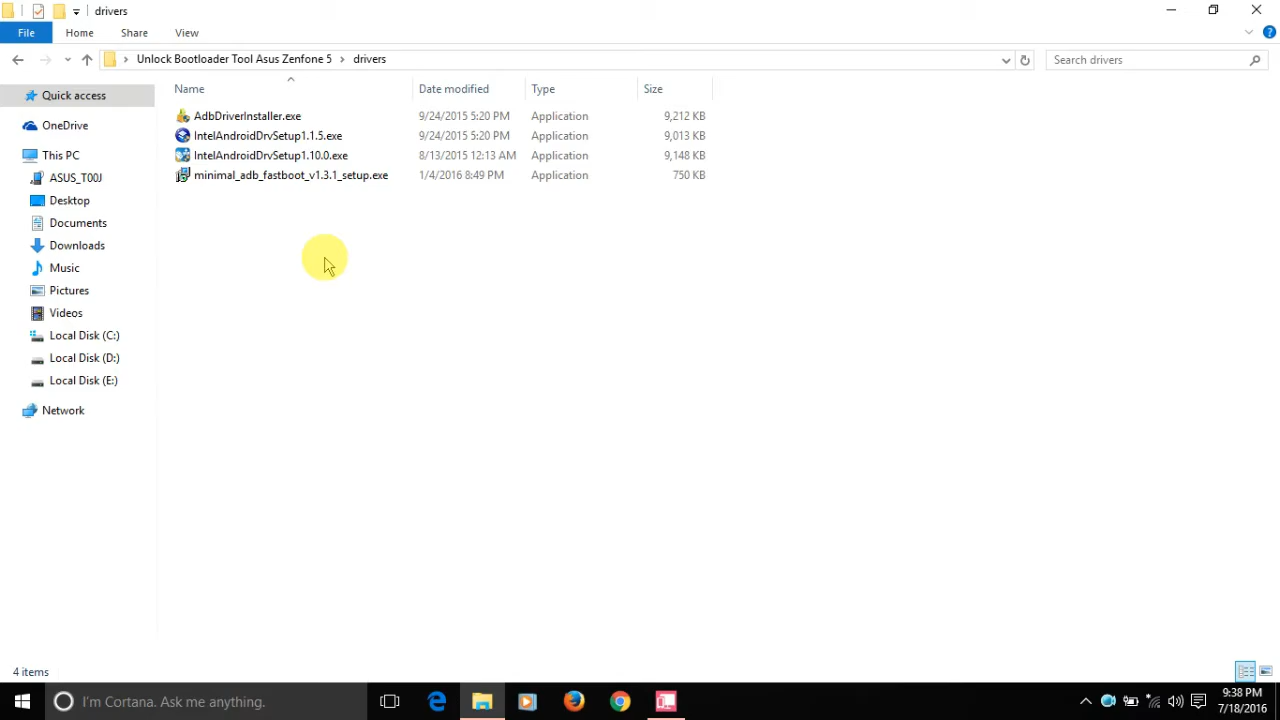 drivers
File Home Share View
Unlock Bootloader Tool Asus Zenfone 5 drivers Search drivers
Name Date modified Type Size
Quick access
OneDrive
This PC
ASUS_T00J
Desktop
Documents
Downloads
Music
Pictures
Videos
Local Disk (C:)
Local Disk (D:)
Local Disk (E:)
Network
AdbDriverInstaller.exe 9/24/2015 5:20 PM Application 9,212 KB
IntelAndroidDrvSetup1.1.5.exe 9/24/2015 5:20 PM Application 9,013 KB
IntelAndroidDrvSetup1.10.0.exe 8/13/2015 12:13 AM Application 9,148 KB
minimal_adb_fastboot_v1.3.1_setup.exe 1/4/2016 8:49 PM Application 750 KB
4 items
I'm Cortana. Ask me anything.
9:38 PM
7/18/2016